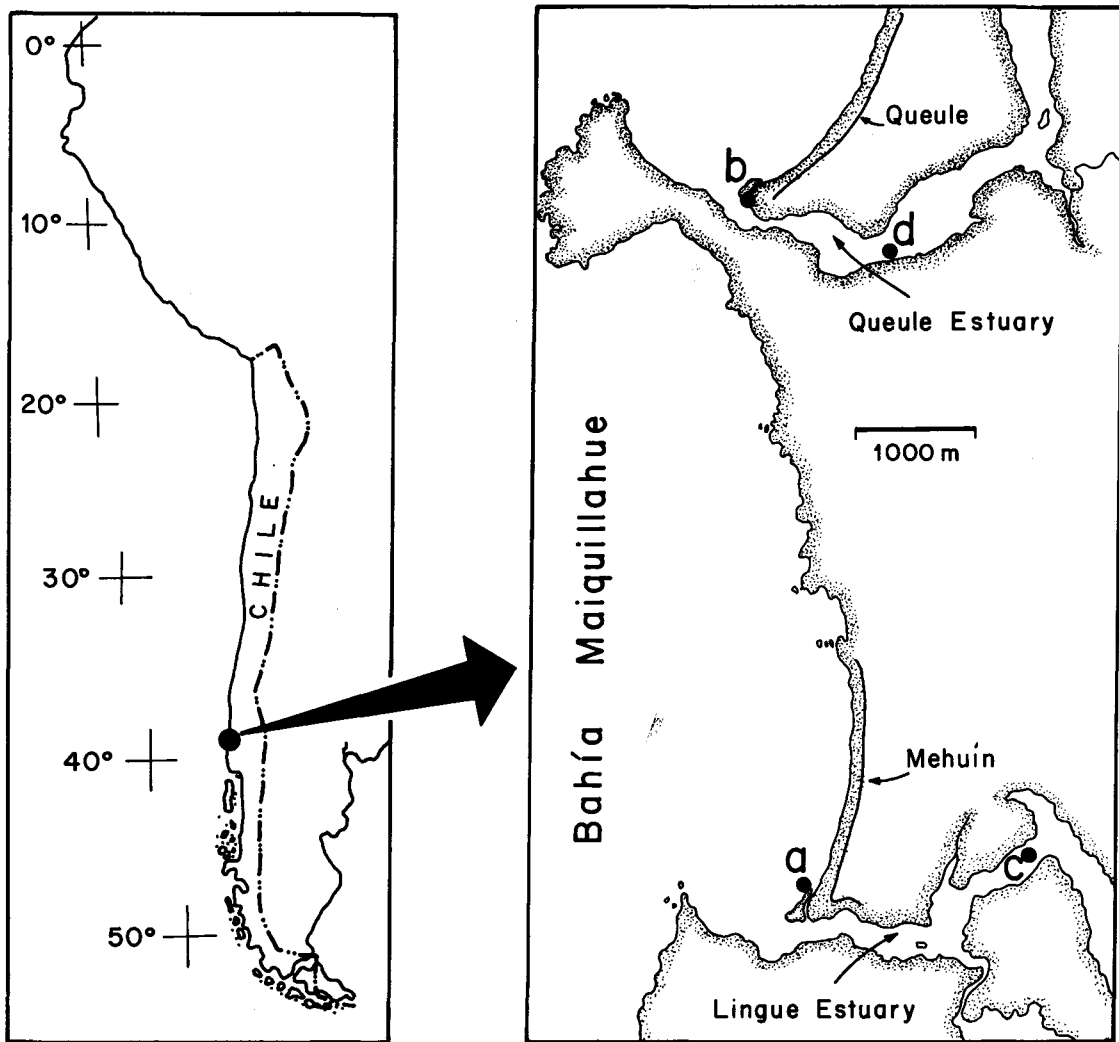 0°
10°
20°
30°
40°
50°
CHILE
Queule
b
d
Queule Estuary
1000 m
Bahía Maiquillahue
Mehuín
a
c
Lingue Estuary